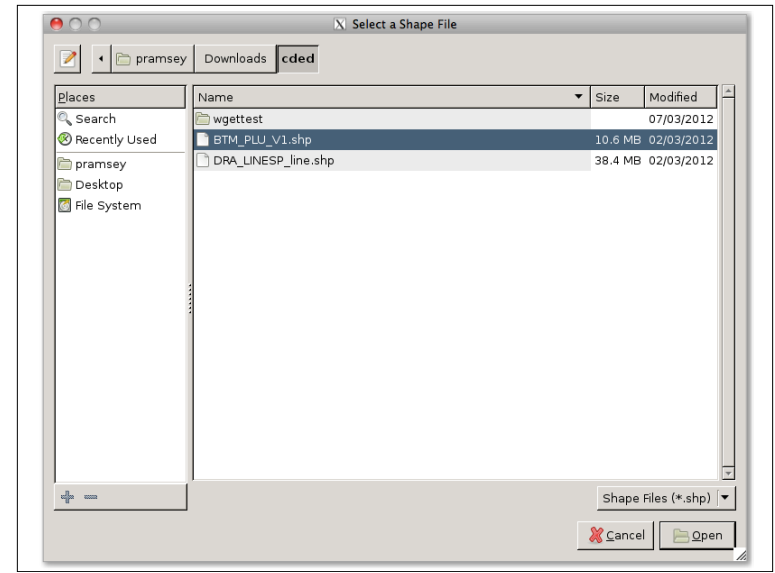 Select a Shape File
pramsey Downloads cded
Places Name Size Modified
Search wgettest 07/03/2012
Recently Used BTM_PLU_V1.shp 10.6 MB 02/03/2012
pramsey DRA_LINESP_line.shp 38.4 MB 02/03/2012
Desktop
File System
Shape Files (*.shp)
Cancel Open